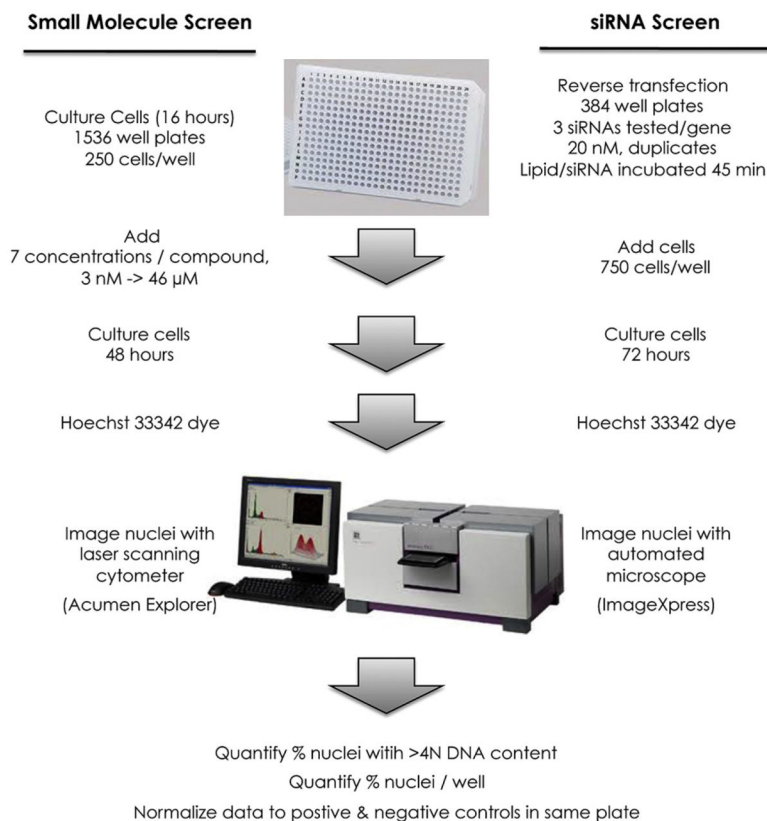 Small Molecule Screen
siRNA Screen
Culture Cells (16 hours)
1536 well plates
250 cells/well
Reverse transfection
384 well plates
3 siRNAs tested/gene
20 nM, duplicates
Lipid/siRNA incubated 45 min
Add
7 concentrations / compound,
3 nM -> 46 µM
Add cells
750 cells/well
Culture cells
48 hours
Culture cells
72 hours
Hoechst 33342 dye
Hoechst 33342 dye
Image nuclei with
laser scanning
cytometer
(Acumen Explorer)
Image nuclei with
automated
microscope
(ImageXpress)
Quantify % nuclei witih >4N DNA content
Quantify % nuclei / well
Normalize data to postive & negative controls in same plate